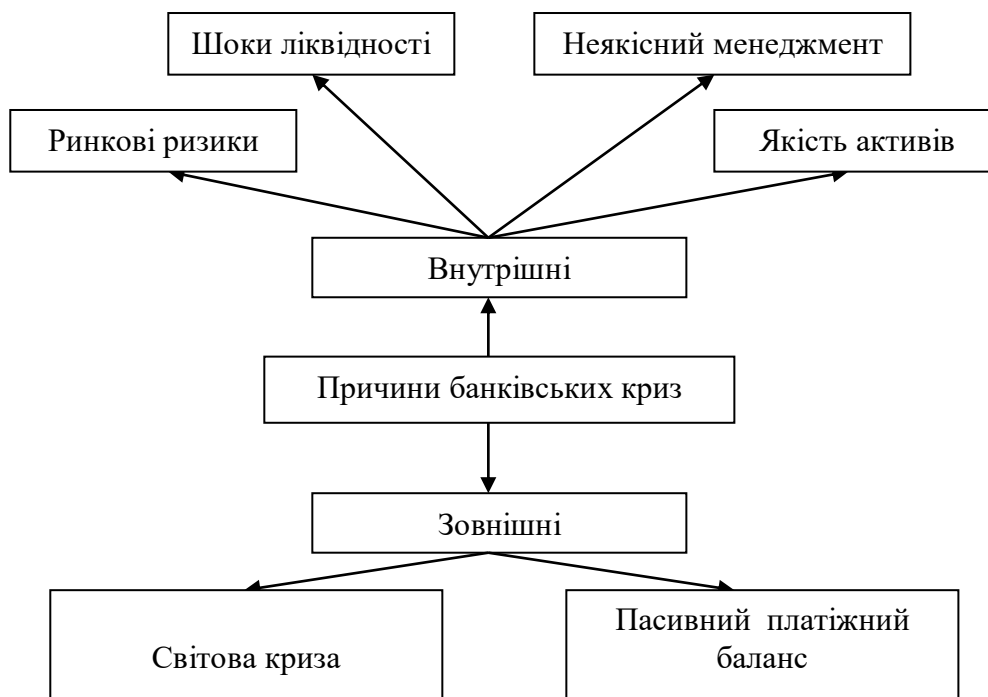 Шоки ліквідності
Неякісний менеджмент
Ринкові ризики
Якість активів
Внутрішні
Причини банківських криз
Зовнішні
Світова криза
Пасивний платіжний
баланс